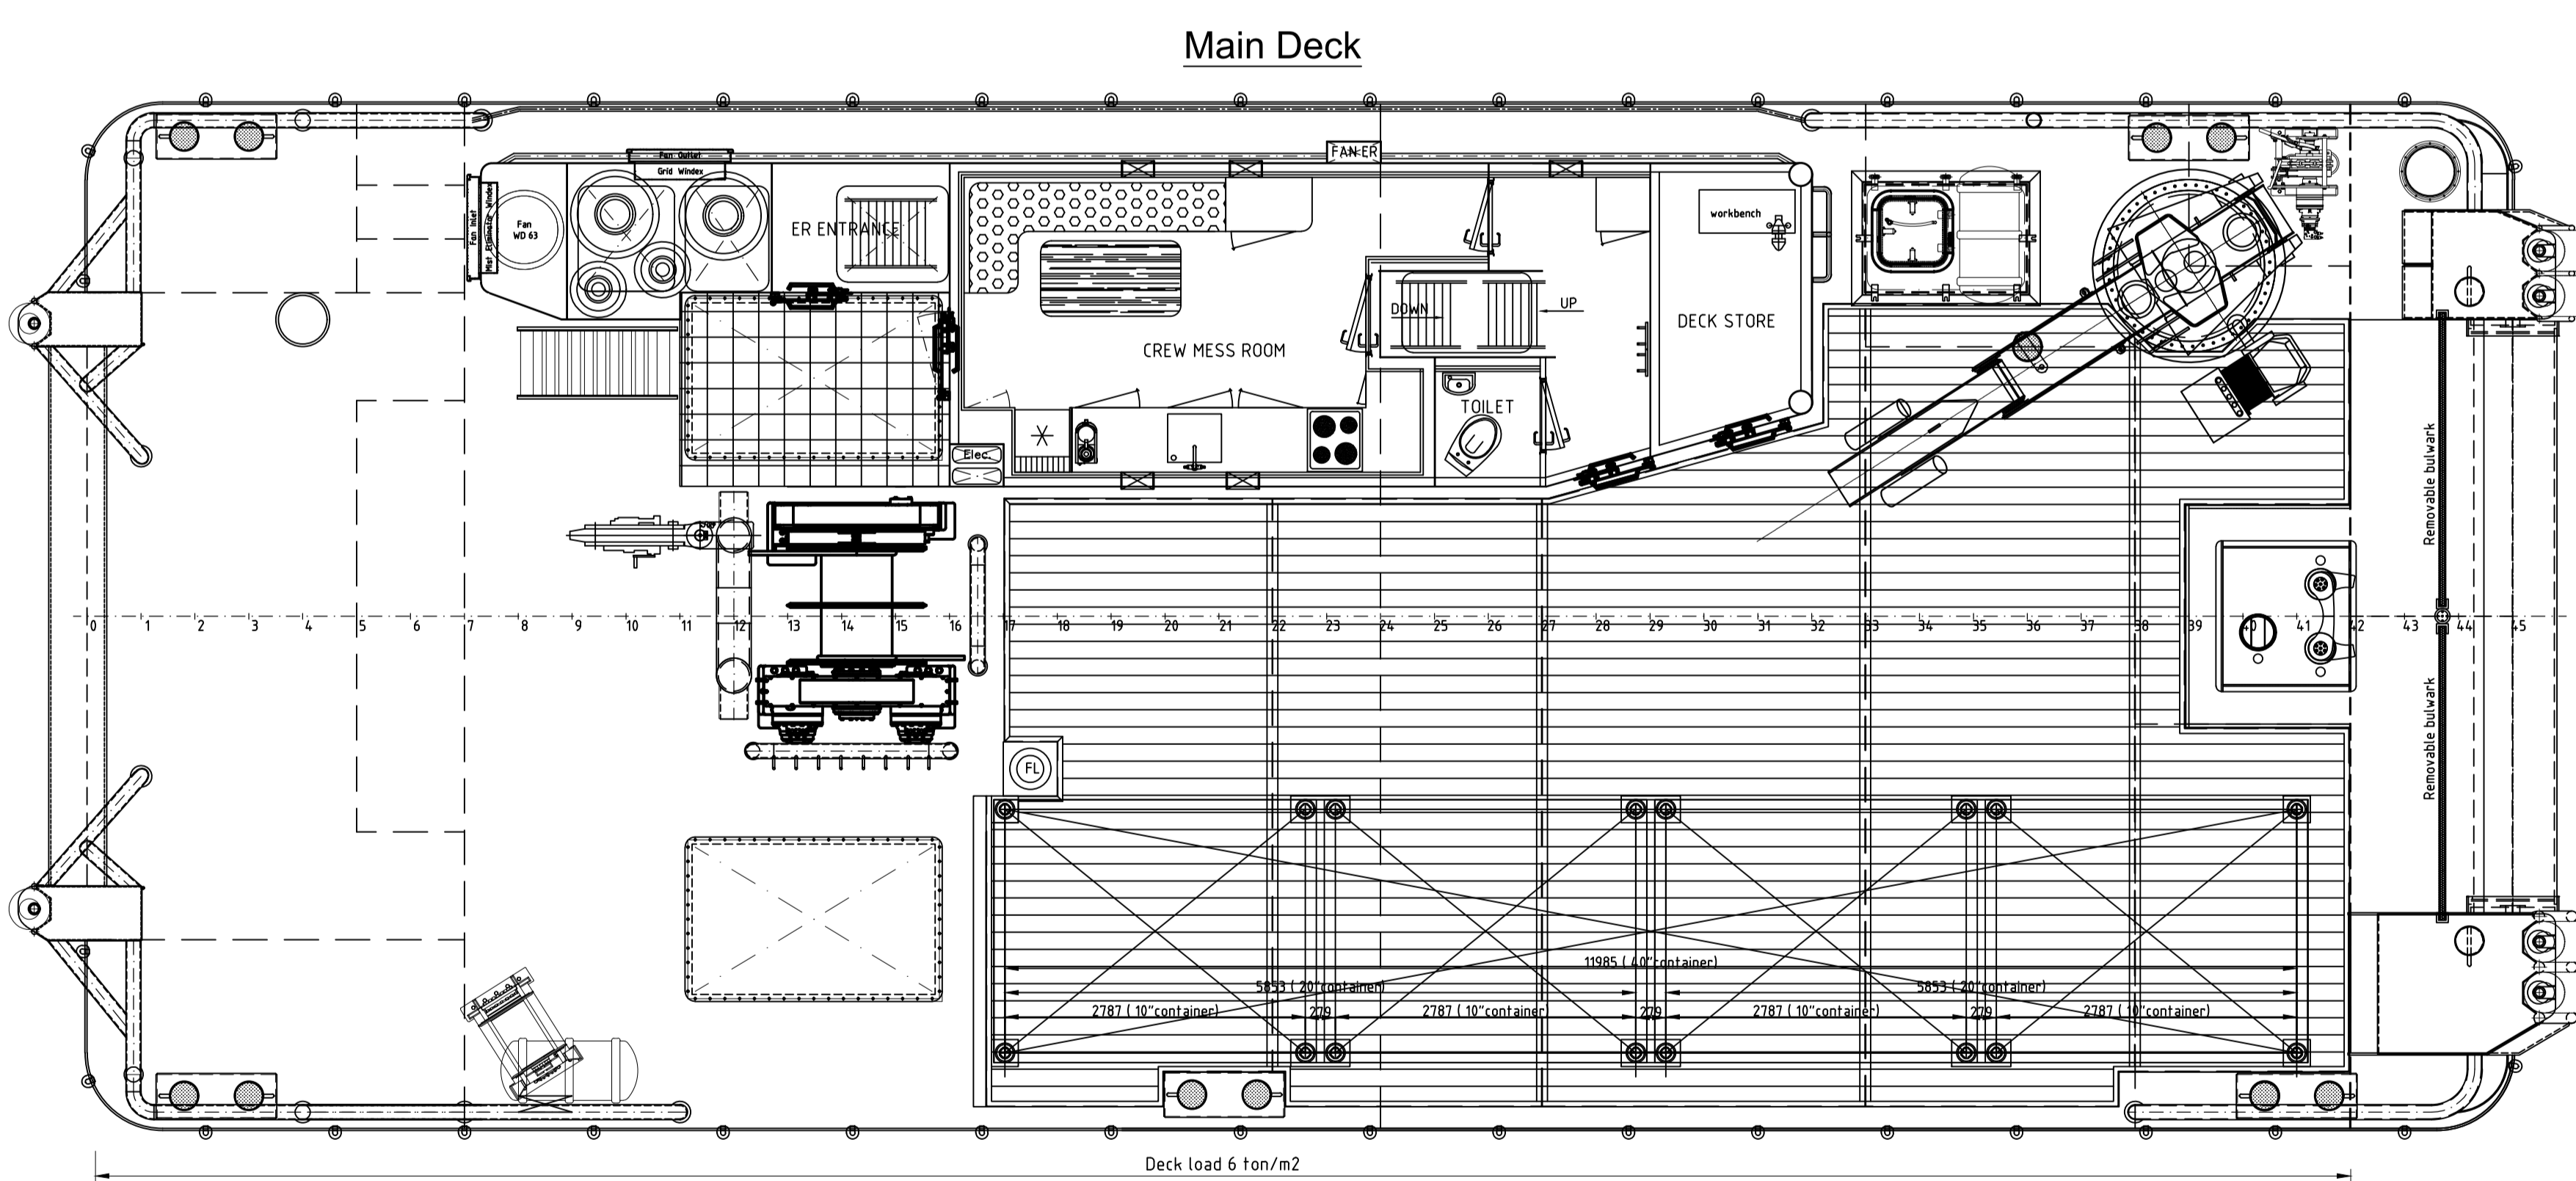 Main Deck
Fan Outlet
Grid Windex
FAN ER
Fan Inlet
Mist Eliminator Windex
Fan
WD 63
ER ENTRANCE
workbench
DOWN
UP
DECK STORE
CREW MESS ROOM
TOILET
Elec.
Removable bulwark
0 1 2 3 4 5 6 7 8 9 10 11 12 13 14 15 16 17 18 19 20 21 22 23 24 25 26 27 28 29 30 31 32 33 34 35 36 37 38 39 40 41 42 43 44 45
Removable bulwark
FL
11985 ( 40"container)
5853 ( 20"container) 5853 ( 20"container)
2787 ( 10"container) 279 2787 ( 10"container) 279 2787 ( 10"container) 279 2787 ( 10"container)
Deck load 6 ton/m2